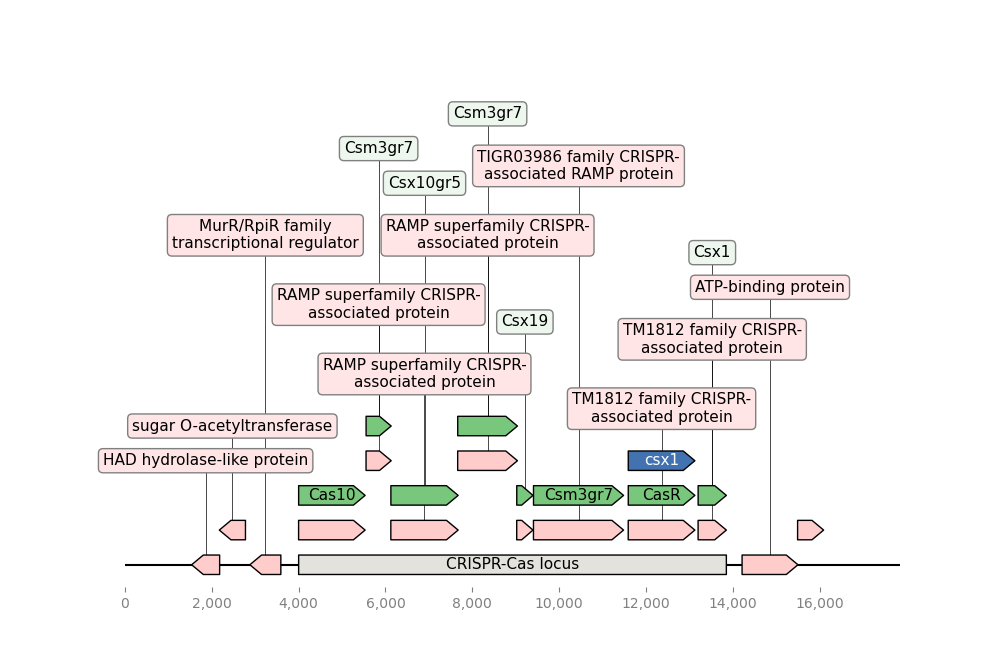 Csm3gr7
Csm3gr7
TIGR03986 family CRISPR-
associated RAMP protein
Csx10gr5
MurR/RpiR family
transcriptional regulator
RAMP superfamily CRISPR-
associated protein
Csx1
ATP-binding protein
RAMP superfamily CRISPR-
associated protein
Csx19
TM1812 family CRISPR-
associated protein
RAMP superfamily CRISPR-
associated protein
TM1812 family CRISPR-
associated protein
sugar O-acetyltransferase
HAD hydrolase-like protein
csx1
Cas10
Csm3gr7
CasR
CRISPR-Cas locus
0
2,000
4,000
6,000
8,000
10,000
12,000
14,000
16,000